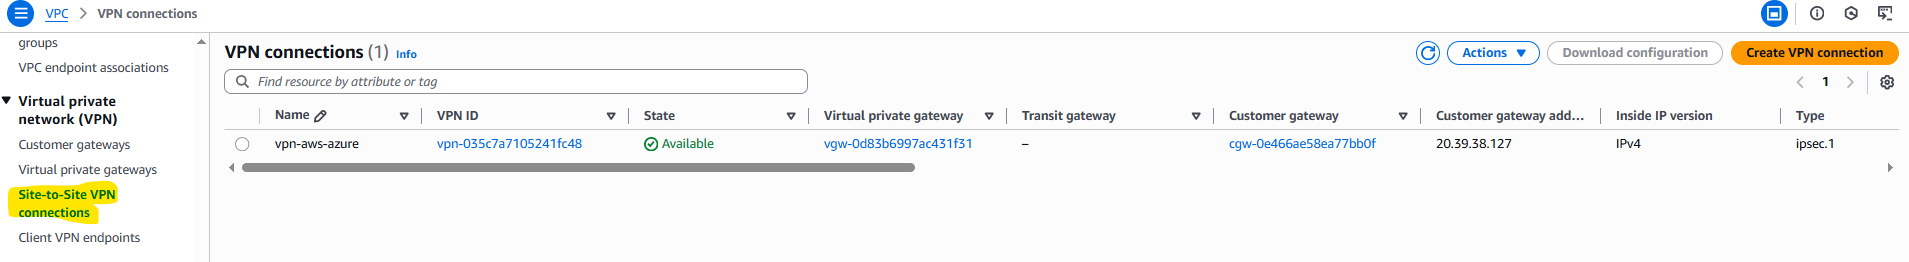 VPC > VPN connections
groups
VPC endpoint associations
Virtual private
network (VPN)
Customer gateways
Virtual private gateways
Site-to-Site VPN
connections
Client VPN endpoints
VPN connections (1) Info
Actions Download configuration Create VPN connection
Find resource by attribute or tag
1
Name VPN ID State Virtual private gateway Transit gateway Customer gateway Customer gateway add... Inside IP version Type
vpn-aws-azure vpn-035c7a7105241fc48 Available vgw-0d83b6997ac431f31 – cgw-0e466ae58ea77bb0f 20.39.38.127 IPv4 ipsec.1